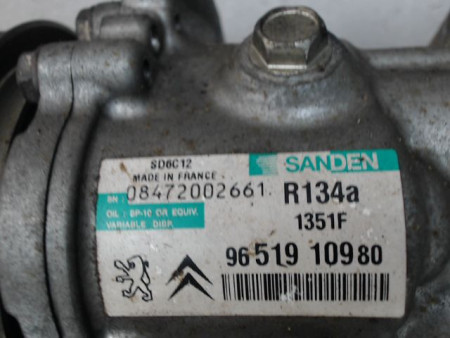 SD6C12
SANDEN
MADE IN FRANCE
SN: 08472002661 R134a
OIL: SP-10 OR EQUIV. 1351F
VARIABLE DISP.
96 519 109 80